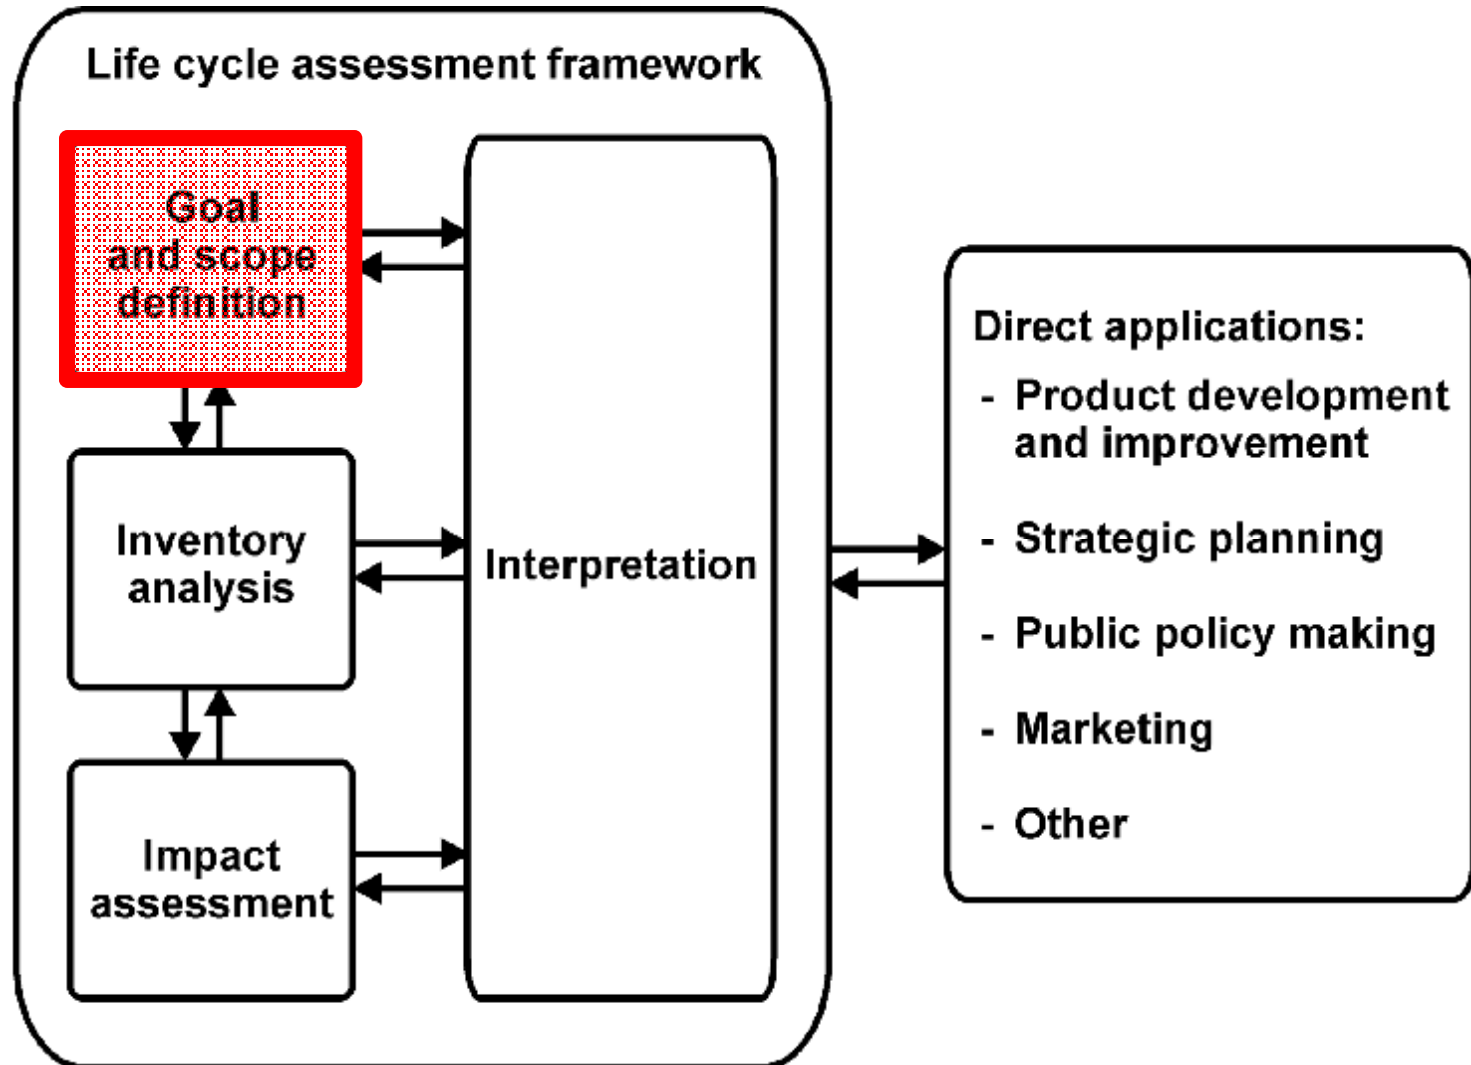 Life cycle assessment framework
Goal
and scope
definition
Inventory
analysis
Impact
assessment
Interpretation
Direct applications:
- Product development
and improvement
- Strategic planning
- Public policy making
- Marketing
- Other